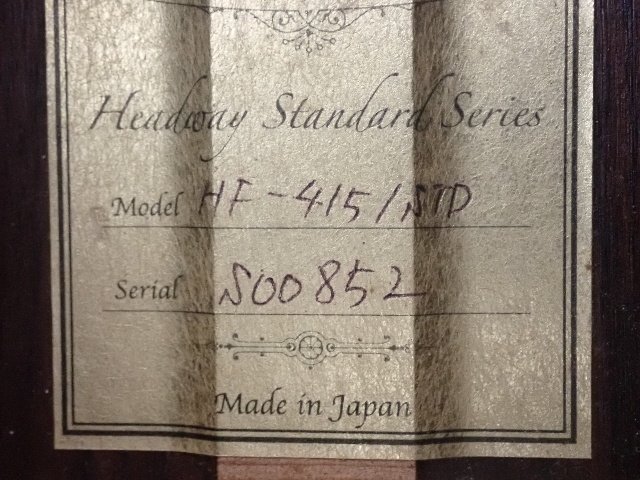 Headway Standard Series
Model HF-415/STD
Serial S00852
Made in Japan